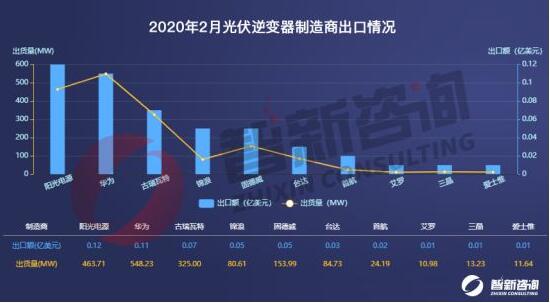 2020年2月光伏逆变器制造商出口情况
出货量(MW) 出口额（亿美元）
600 0.12
500 0.1
400 0.08
300 0.06
200 0.04
100 0.02
0 0
阳光电源 华为 古瑞瓦特 锦浪 固德威 台达 首航 艾罗 三晶 爱士惟
出口额（亿美元） 出货量(MW)
制造商 阳光电源 华为 古瑞瓦特 锦浪 固德威 台达 首航 艾罗 三晶 爱士惟
出口额(亿美元) 0.12 0.11 0.07 0.05 0.05 0.03 0.02 0.01 0.01 0.01
出货量(MW) 463.71 548.23 325.00 80.61 153.99 84.73 24.19 10.98 13.23 11.64
智新咨询
ZHIXIN CONSULTING
智新咨询
ZHIXIN CONSULTING